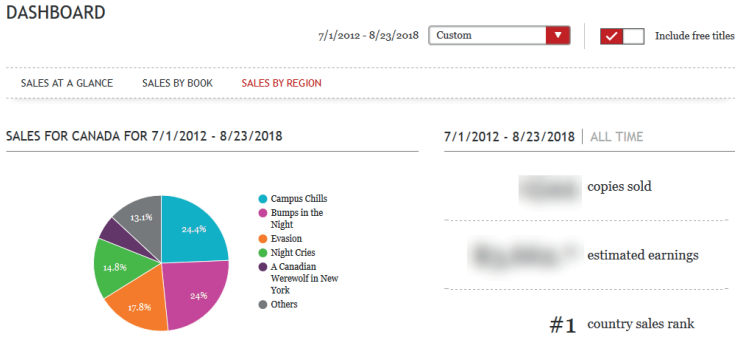 DASHBOARD
7/1/2012 - 8/23/2018 Custom Include free titles
SALES AT A GLANCE SALES BY BOOK SALES BY REGION
SALES FOR CANADA FOR 7/1/2012 - 8/23/2018
7/1/2012 - 8/23/2018 ALL TIME
13.1%
24.4%
14.8%
24%
17.8%
Campus Chills
Bumps in the
Night
Evasion
Night Cries
A Canadian
Werewolf in New
York
Others
copies sold
estimated earnings
#1 country sales rank